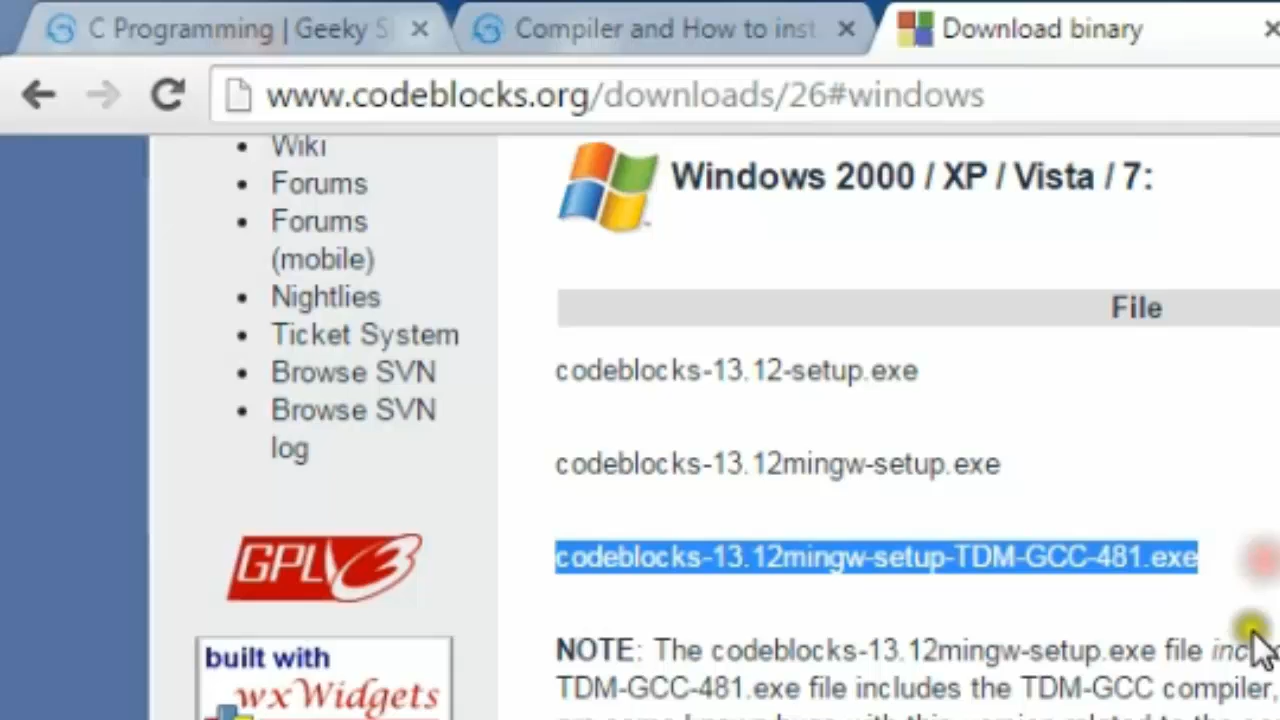 C Programming | Geeky S
Compiler and How to inst
Download binary
www.codeblocks.org/downloads/26#windows
Wiki
Forums
Forums
(mobile)
Nightlies
Ticket System
Browse SVN
Browse SVN
log
GPLv3
built with
wxWidgets
Windows 2000 / XP / Vista / 7:
File
codeblocks-13.12-setup.exe
codeblocks-13.12mingw-setup.exe
codeblocks-13.12mingw-setup-TDM-GCC-481.exe
NOTE: The codeblocks-13.12mingw-setup.exe file
TDM-GCC-481.exe file includes the TDM-GCC compiler,